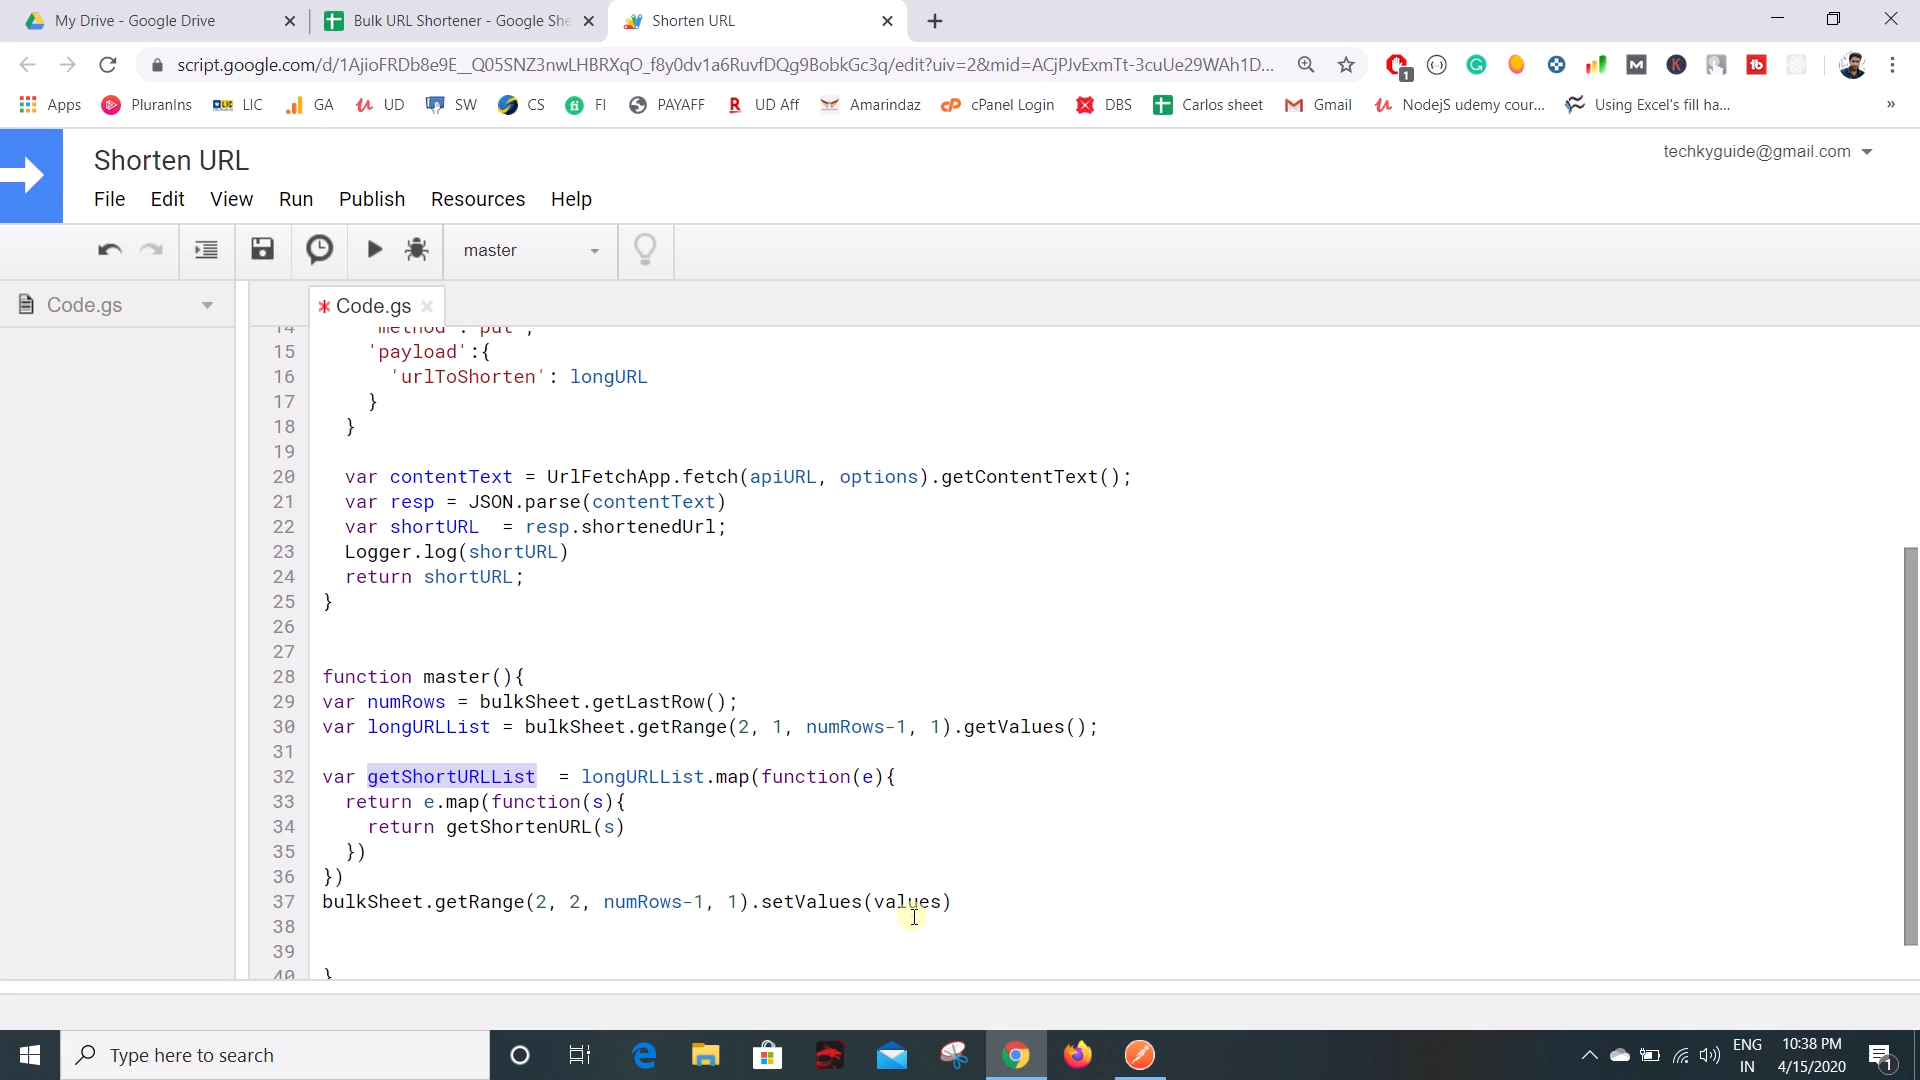 My Drive - Google Drive
Bulk URL Shortener - Google She
Shorten URL
script.google.com/d/1AjioFRDb8e9E__Q05SNZ3nwLHBRXqO_f8y0dv1a6RuvfDQg9BobkGc3q/edit?uiv=2&mid=ACjPJvExmTt-3cuUe29WAh1D...
1
Apps PluranIns LIC GA UD SW CS FI PAYAFF UD Aff Amarindaz cPanel Login DBS Carlos sheet Gmail NodejS udemy cour... Using Excel's fill ha... »
Shorten URL
techkyguide@gmail.com
File Edit View Run Publish Resources Help
master
Code.gs
* Code.gs
14 'method': 'put',
15 'payload':{
16 'urlToShorten': longURL
17 }
18 }
19
20 var contentText = UrlFetchApp.fetch(apiURL, options).getContentText();
21 var resp = JSON.parse(contentText)
22 var shortURL = resp.shortenedUrl;
23 Logger.log(shortURL)
24 return shortURL;
25 }
26
27
28 function master(){
29 var numRows = bulkSheet.getLastRow();
30 var longURLList = bulkSheet.getRange(2, 1, numRows-1, 1).getValues();
31
32 var getShortURLList = longURLList.map(function(e){
33 return e.map(function(s){
34 return getShortenURL(s)
35 })
36 })
37 bulkSheet.getRange(2, 2, numRows-1, 1).setValues(values)
38
39
40 }
Type here to search
ENG
IN
10:38 PM
4/15/2020
1